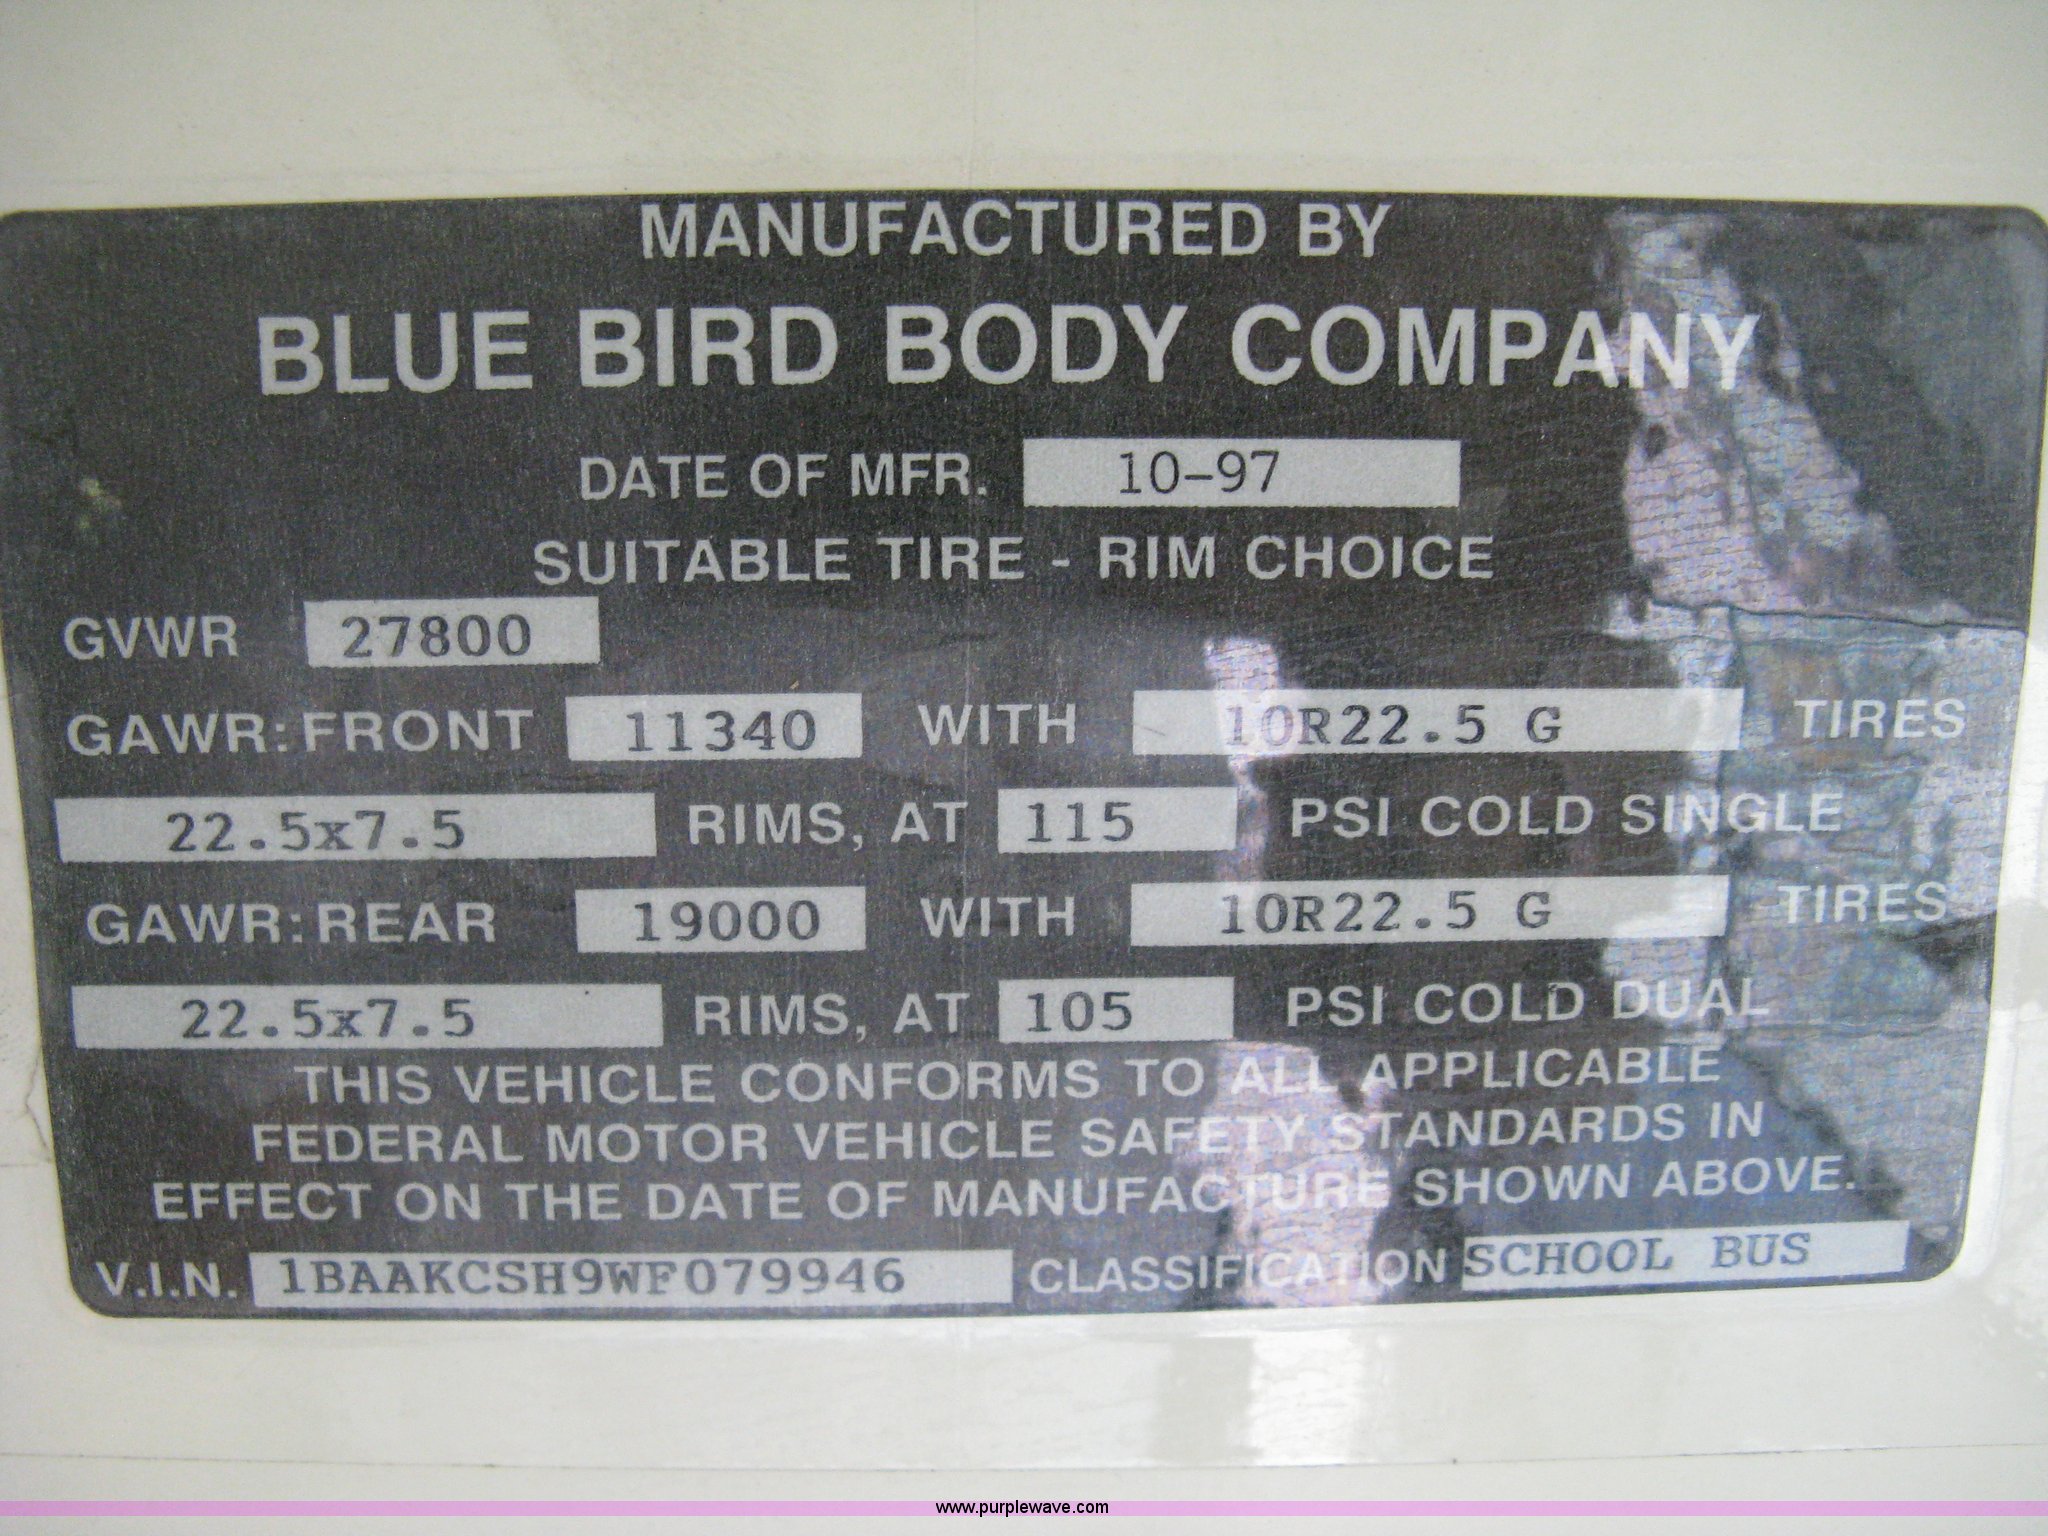 MANUFACTURED BY
BLUE BIRD BODY COMPANY
DATE OF MFR. 10-97
SUITABLE TIRE - RIM CHOICE
GVWR 27800
GAWR: FRONT 11340 WITH 10R22.5 G TIRES
22.5x7.5 RIMS, AT 115 PSI COLD SINGLE
GAWR: REAR 19000 WITH 10R22.5 G TIRES
22.5x7.5 RIMS, AT 105 PSI COLD DUAL
THIS VEHICLE CONFORMS TO ALL APPLICABLE
FEDERAL MOTOR VEHICLE SAFETY STANDARDS IN
EFFECT ON THE DATE OF MANUFACTURE SHOWN ABOVE.
V.I.N. 1BAAKCSH9WF079946 CLASSIFICATION SCHOOL BUS
www.purplewave.com